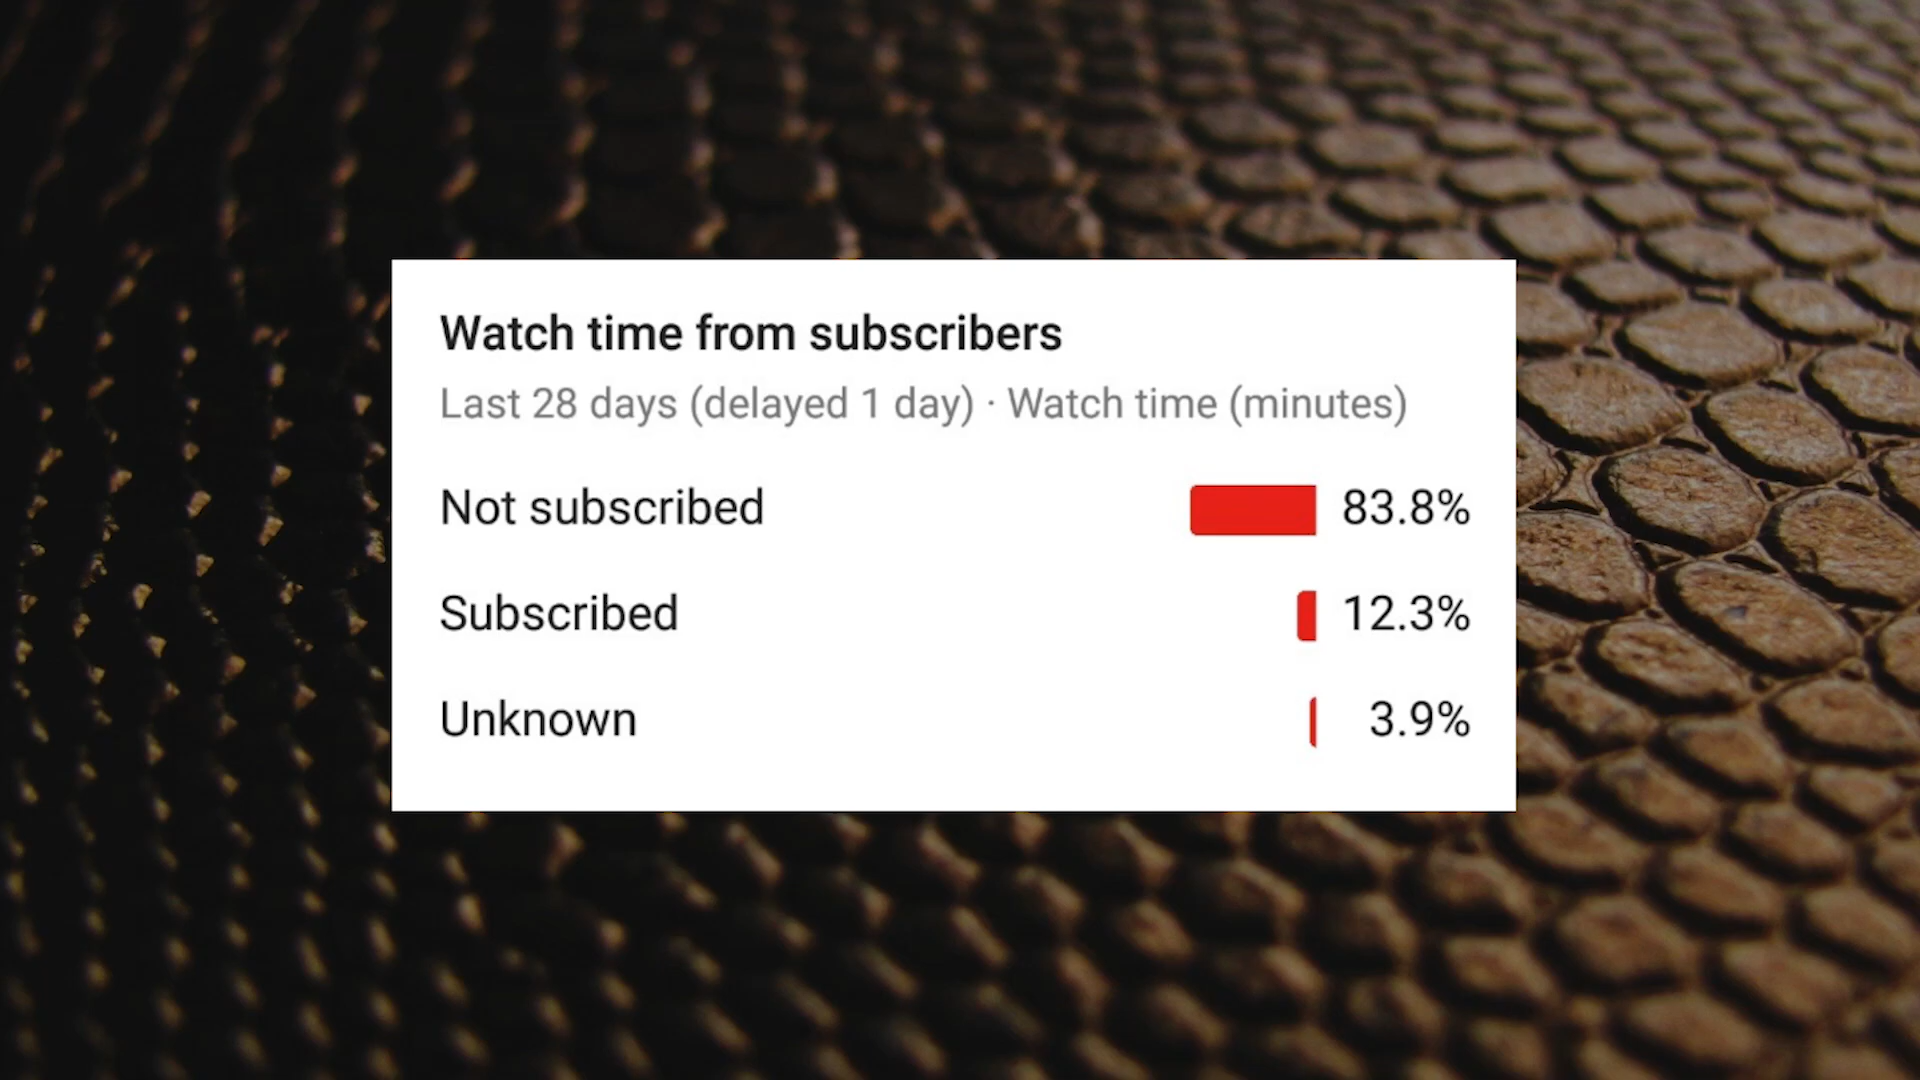 Watch time from subscribers
Last 28 days (delayed 1 day) · Watch time (minutes)
Not subscribed 83.8%
Subscribed 12.3%
Unknown 3.9%